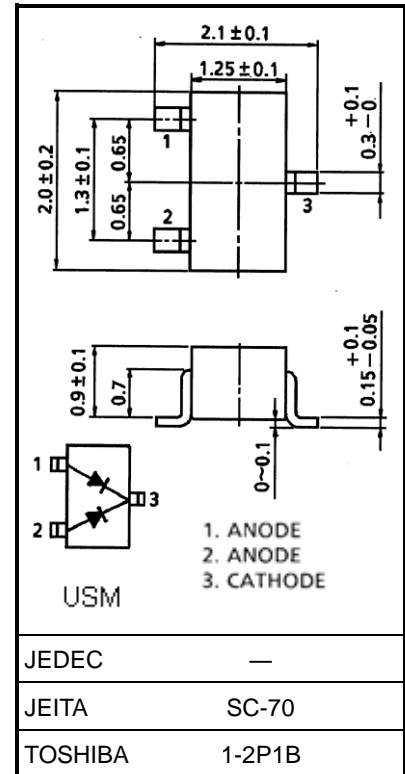 2.1±0.1
1.25±0.1
+0.1
0.3−0
2.0±0.2
1.3±0.1
0.65
0.65
1
2
3
+0.1
0.15−0.05
0.9±0.1
0.7
0~0.1
1
2
3
1. ANODE
2. ANODE
3. CATHODE
USM
JEDEC —
JEITA SC-70
TOSHIBA 1-2P1B